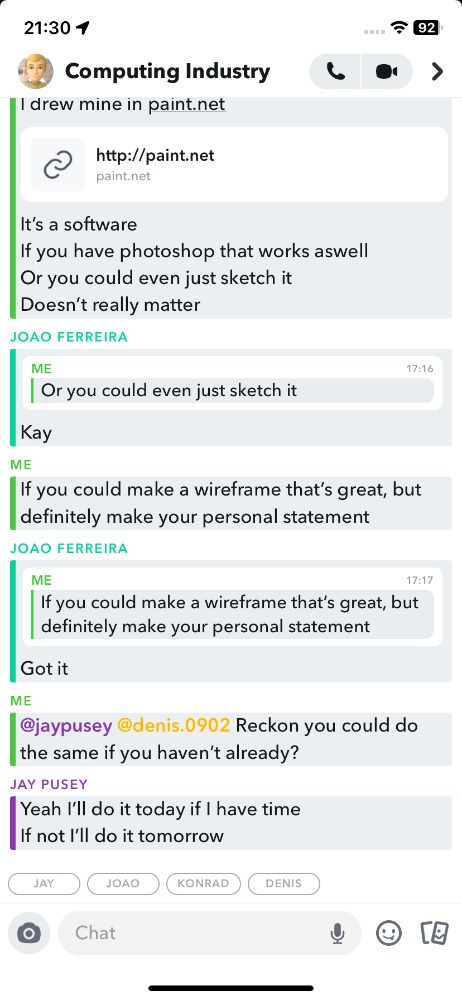 21:30
92
Computing Industry
I drew mine in paint.net
http://paint.net
paint.net
It's a software
If you have photoshop that works aswell
Or you could even just sketch it
Doesn't really matter
JOAO FERREIRA
ME 17:16
Or you could even just sketch it
Kay
ME
If you could make a wireframe that's great, but
definitely make your personal statement
JOAO FERREIRA
ME 17:17
If you could make a wireframe that's great, but
definitely make your personal statement
Got it
ME
@jaypusey @denis.0902 Reckon you could do
the same if you haven't already?
JAY PUSEY
Yeah I'll do it today if I have time
If not I'll do it tomorrow
JAY JOAO KONRAD DENIS
Chat